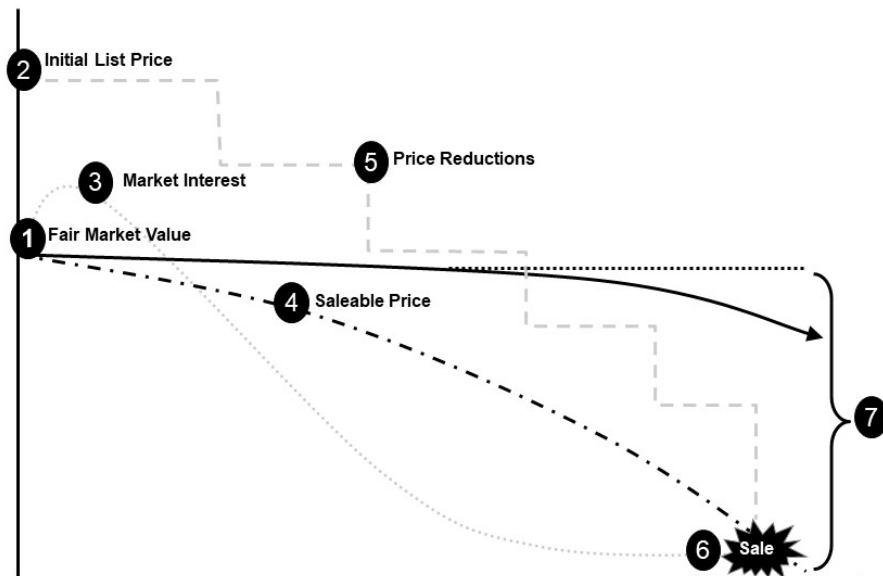 2 Initial List Price
5 Price Reductions
3 Market Interest
1 Fair Market Value
4 Saleable Price
7
6 Sale